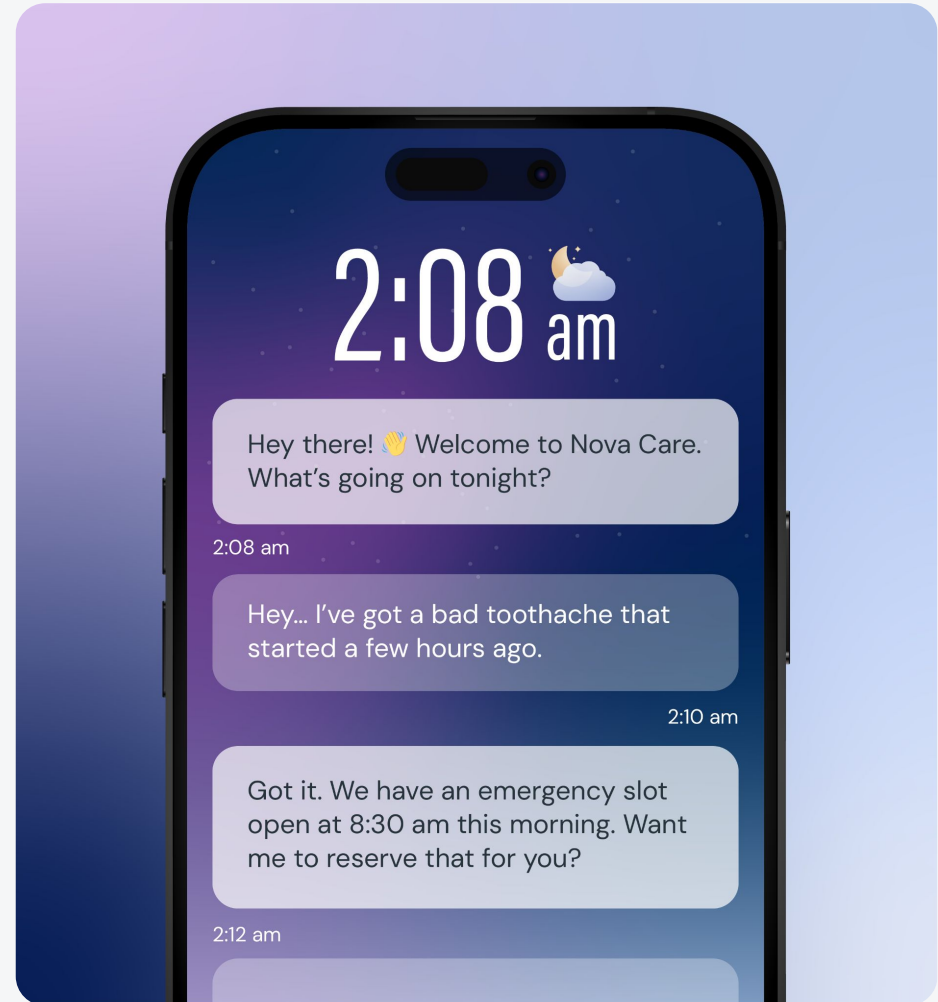 2:08 am
Hey there! 👋 Welcome to Nova Care.
What’s going on tonight?
2:08 am
Hey... I’ve got a bad toothache that
started a few hours ago.
2:10 am
Got it. We have an emergency slot
open at 8:30 am this morning. Want
me to reserve that for you?
2:12 am